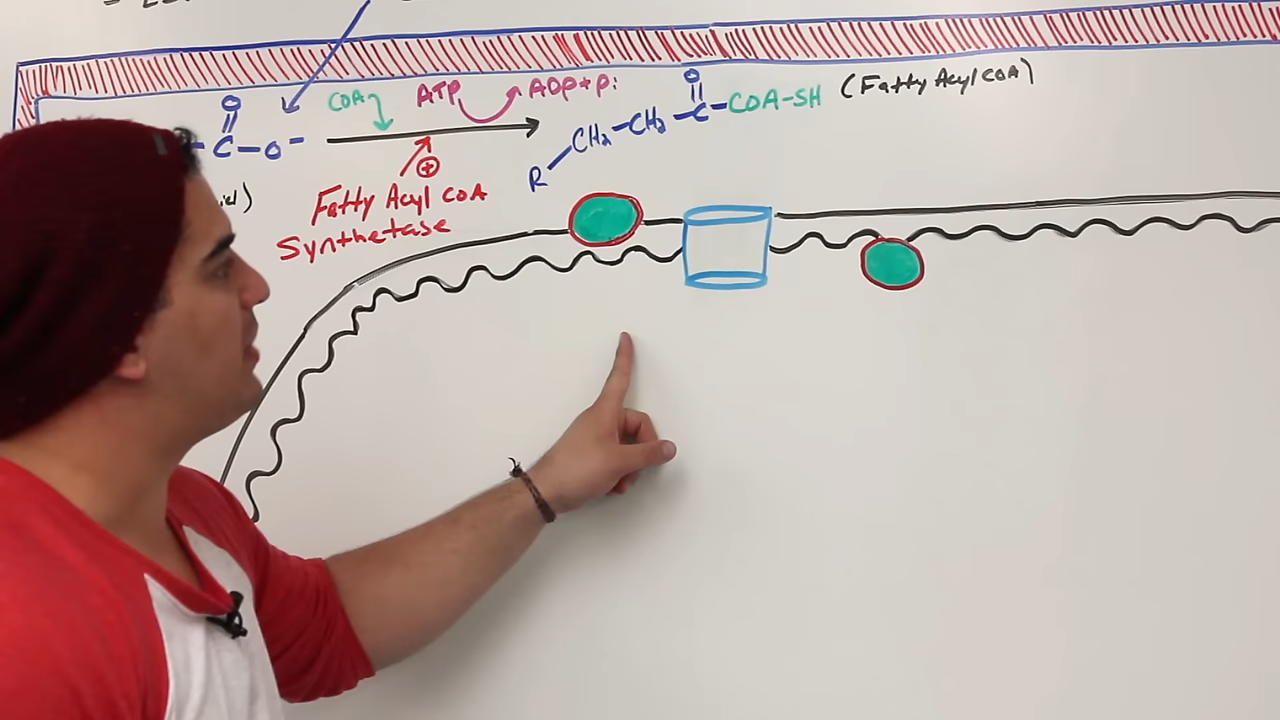 O
C-O-
COA
ATP
ADP+Pi
R
CH₂-CH₂-C-COA-SH
O
(Fatty Acyl COA)
Fatty Acyl COA
Synthetase
+